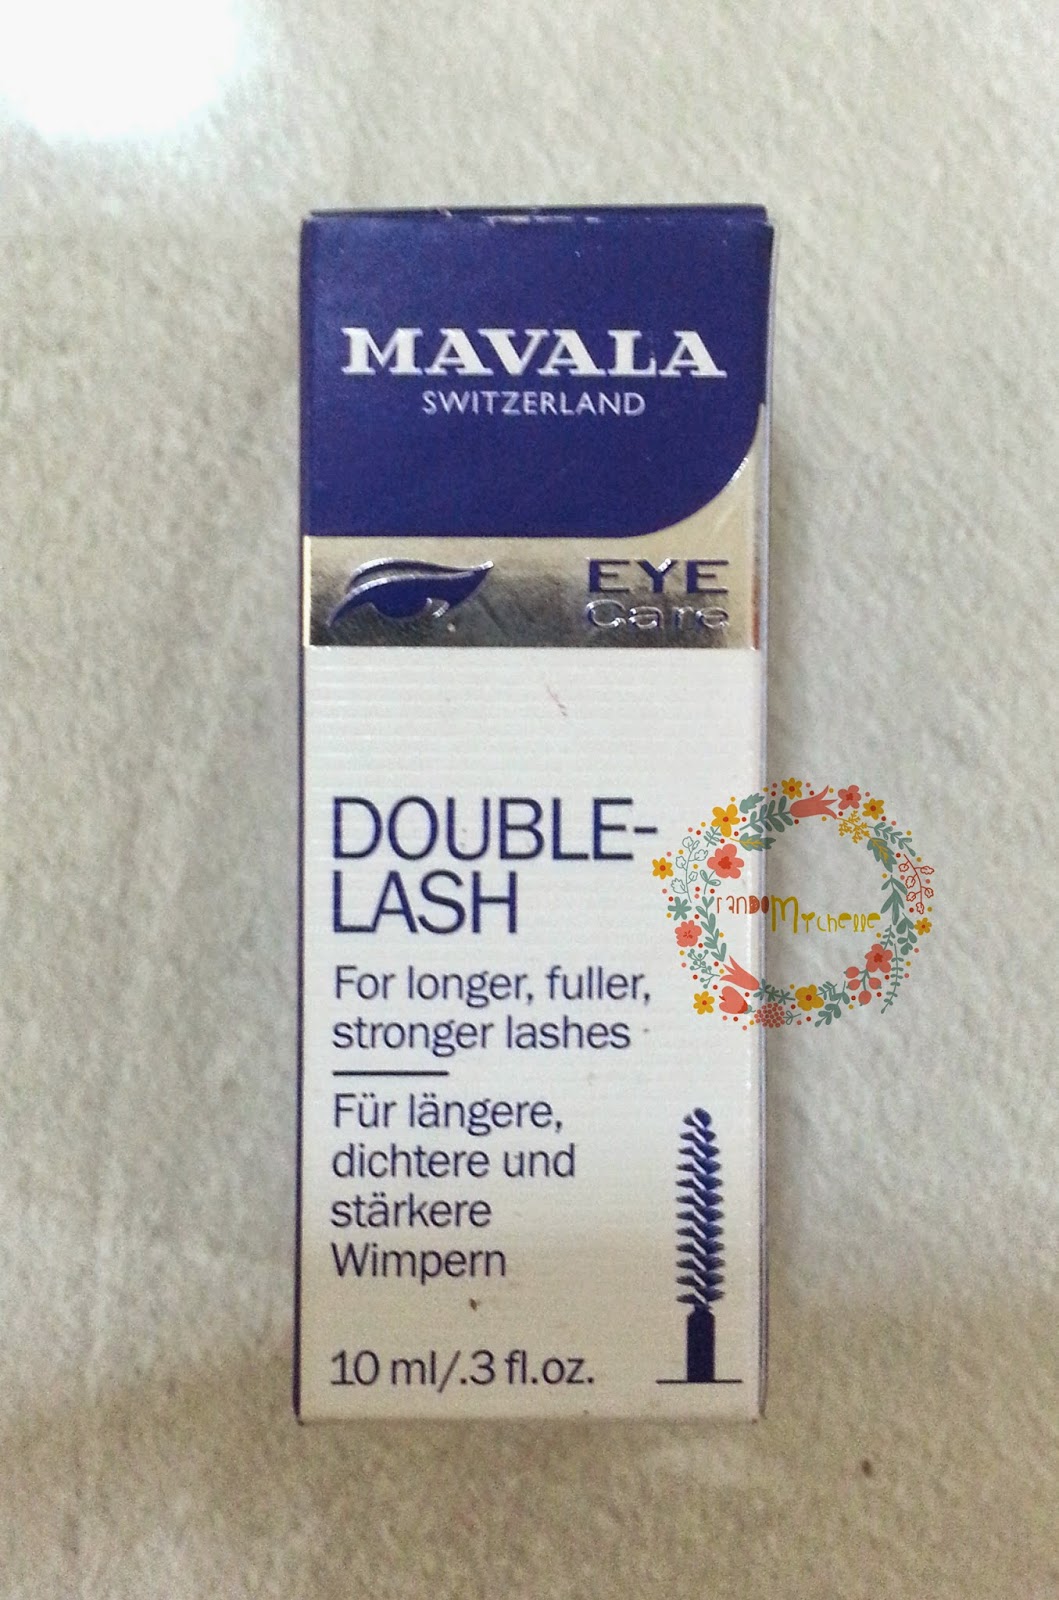 MAVALA
SWITZERLAND
EYE
Care
DOUBLE-
LASH
For longer, fuller,
stronger lashes
Für längere,
dichtere und
stärkere
Wimpern
10 ml/.3 fl.oz.
ranDoMichelle